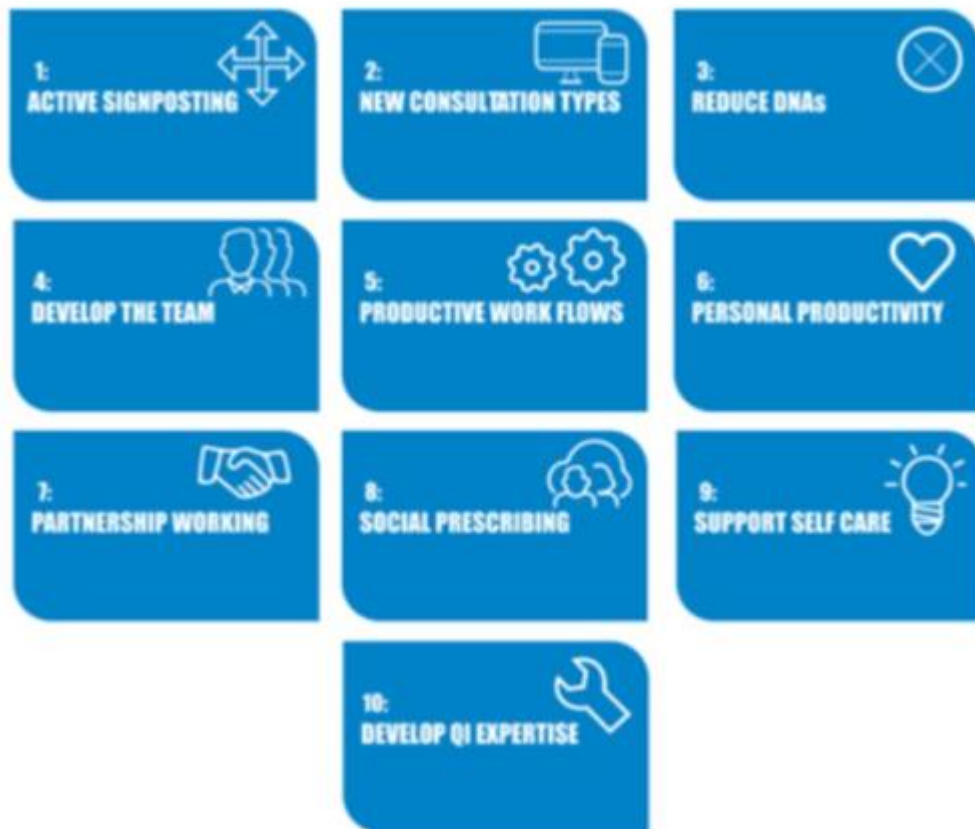 1:
ACTIVE SIGNPOSTING
2:
NEW CONSULTATION TYPES
3:
REDUCE DNAs
4:
DEVELOP THE TEAM
5:
PRODUCTIVE WORK FLOWS
6:
PERSONAL PRODUCTIVITY
7:
PARTNERSHIP WORKING
8:
SOCIAL PRESCRIBING
9:
SUPPORT SELF CARE
10:
DEVELOP QI EXPERTISE